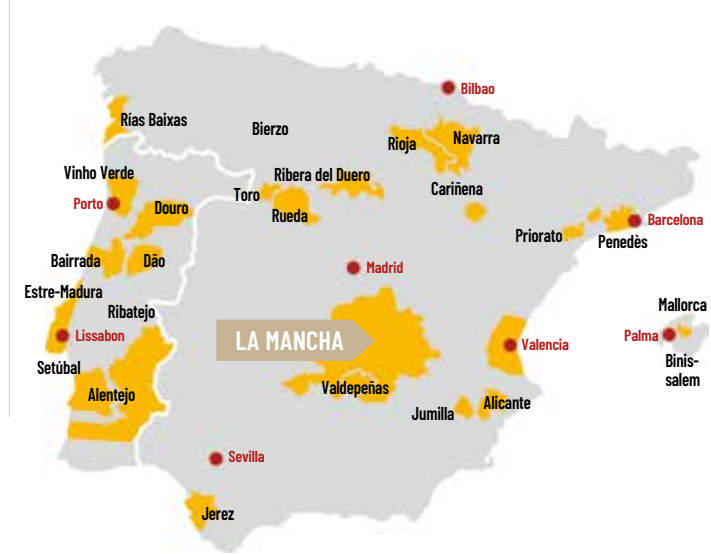 Bilbao
Rías Baixas
Bierzo
Rioja
Navarra
Vinho Verde
Ribera del Duero
Toro
Cariñena
Porto
Douro
Rueda
Barcelona
Priorato
Penedès
Bairrada
Dão
Madrid
Estre-Madura
Ribatejo
Mallorca
Lissabon
LA MANCHA
Valencia
Palma
Setúbal
Binis-
salem
Alentejo
Valdepeñas
Jumilla
Alicante
Sevilla
Jerez